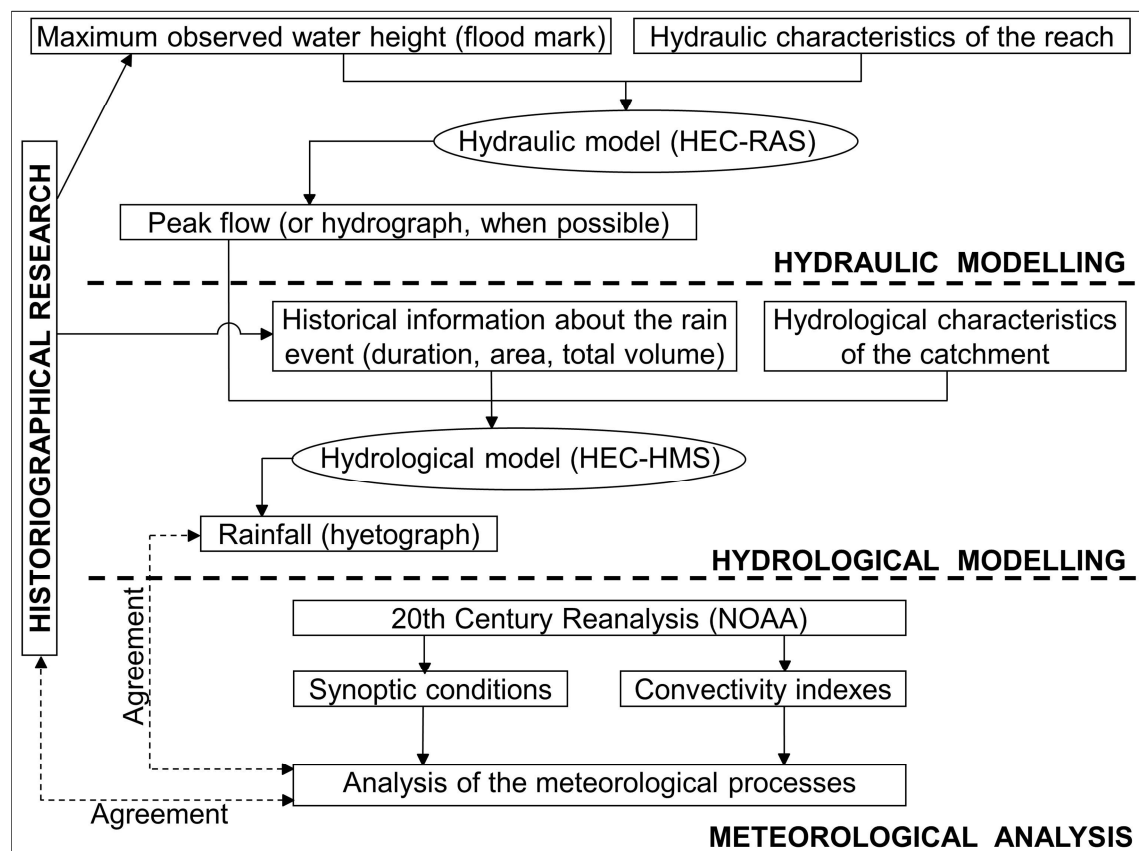 Maximum observed water height (flood mark)
Hydraulic characteristics of the reach
Hydraulic model (HEC-RAS)
Peak flow (or hydrograph, when possible)
HYDRAULIC MODELLING
HISTORIOGRAPHICAL RESEARCH
Historical information about the rain
event (duration, area, total volume)
Hydrological characteristics
of the catchment
Hydrological model (HEC-HMS)
Rainfall (hyetograph)
HYDROLOGICAL MODELLING
Agreement
20th Century Reanalysis (NOAA)
Synoptic conditions
Convectivity indexes
Analysis of the meteorological processes
Agreement
METEOROLOGICAL ANALYSIS